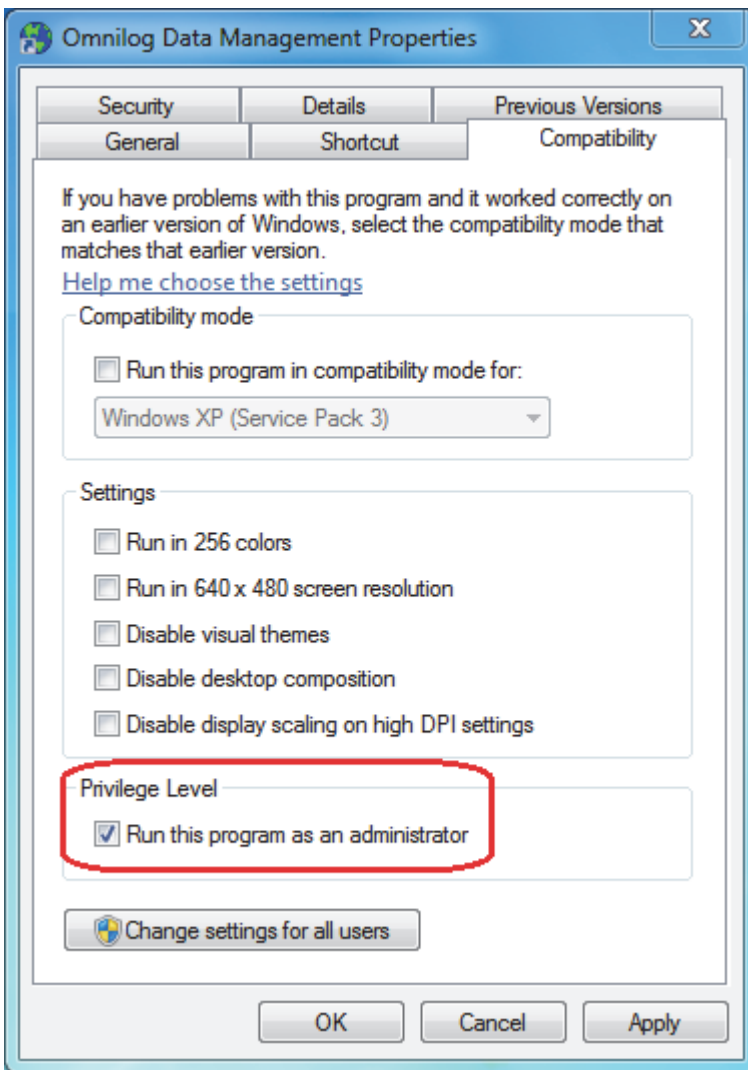 Omnilog Data Management Properties
Security Details Previous Versions
General Shortcut Compatibility
If you have problems with this program and it worked correctly on
an earlier version of Windows, select the compatibility mode that
matches that earlier version.
Help me choose the settings
Compatibility mode
Run this program in compatibility mode for:
Windows XP (Service Pack 3)
Settings
Run in 256 colors
Run in 640 x 480 screen resolution
Disable visual themes
Disable desktop composition
Disable display scaling on high DPI settings
Privilege Level
Run this program as an administrator
Change settings for all users
OK Cancel Apply